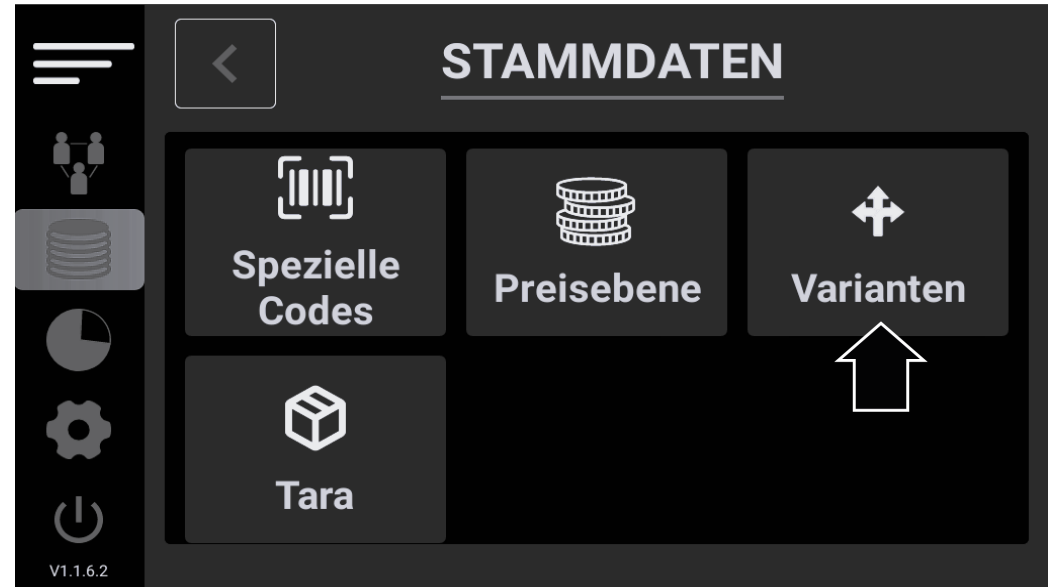 STAMMDATEN
Spezielle
Codes
Preisebene
Varianten
Tara
V1.1.6.2